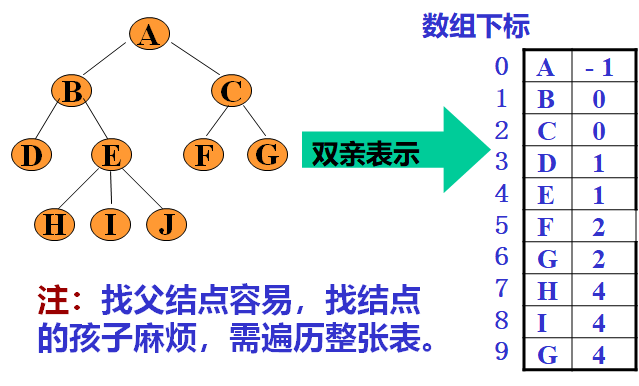 数组下标
A
B C
D E F G
H I J
双亲表示
0 A - 1
1 B 0
2 C 0
3 D 1
4 E 1
5 F 2
6 G 2
7 H 4
8 I 4
9 G 4
注：找父结点容易，找结点
的孩子麻烦，需遍历整张表。